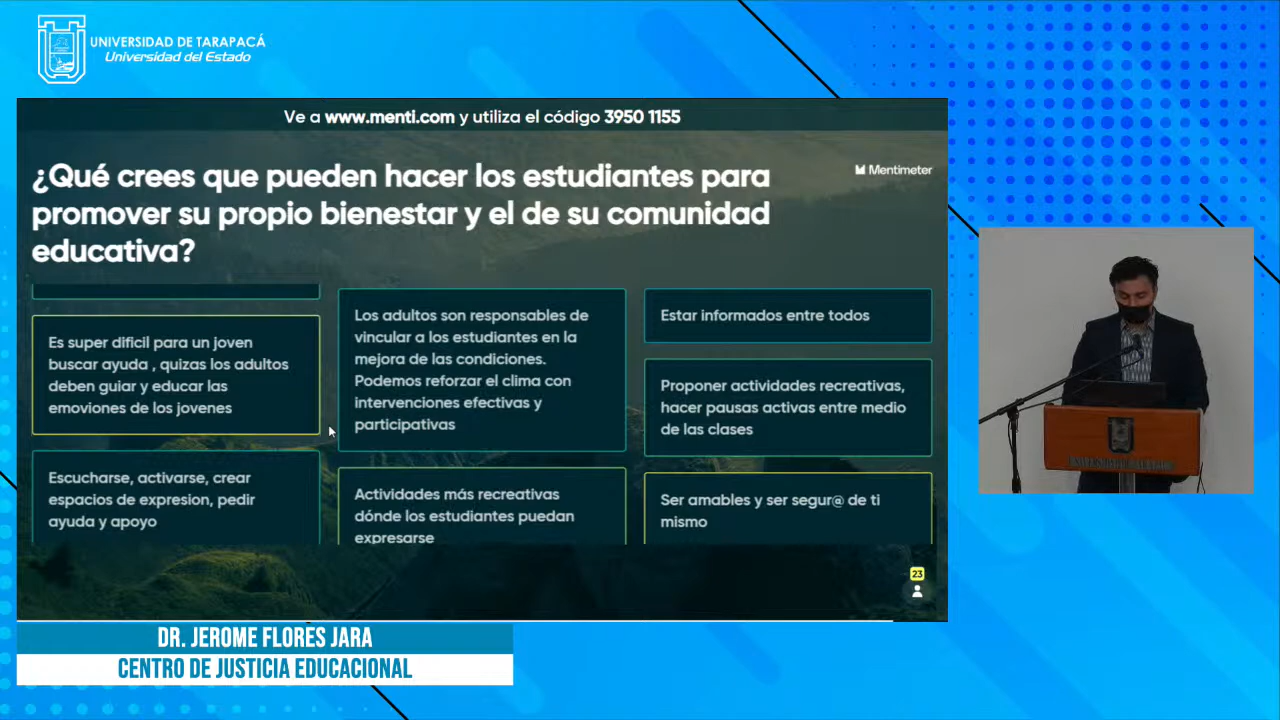 UNIVERSIDAD DE TARAPACÁ
Universidad del Estado
Ve a www.menti.com y utiliza el código 3950 1155
Mentimeter
¿Qué crees que pueden hacer los estudiantes para
promover su propio bienestar y el de su comunidad
educativa?
Es super dificil para un joven
buscar ayuda , quizas los adultos
deben guiar y educar las
emoviones de los jovenes
Escucharse, activarse, crear
espacios de expresion, pedir
ayuda y apoyo
Los adultos son responsables de
vincular a los estudiantes en la
mejora de las condiciones.
Podemos reforzar el clima con
intervenciones efectivas y
participativas
Actividades más recreativas
dónde los estudiantes puedan
expresarse
Estar informados entre todos
Proponer actividades recreativas,
hacer pausas activas entre medio
de las clases
Ser amables y ser segur@ de ti
mismo
23
DR. JEROME FLORES JARA
CENTRO DE JUSTICIA EDUCACIONAL